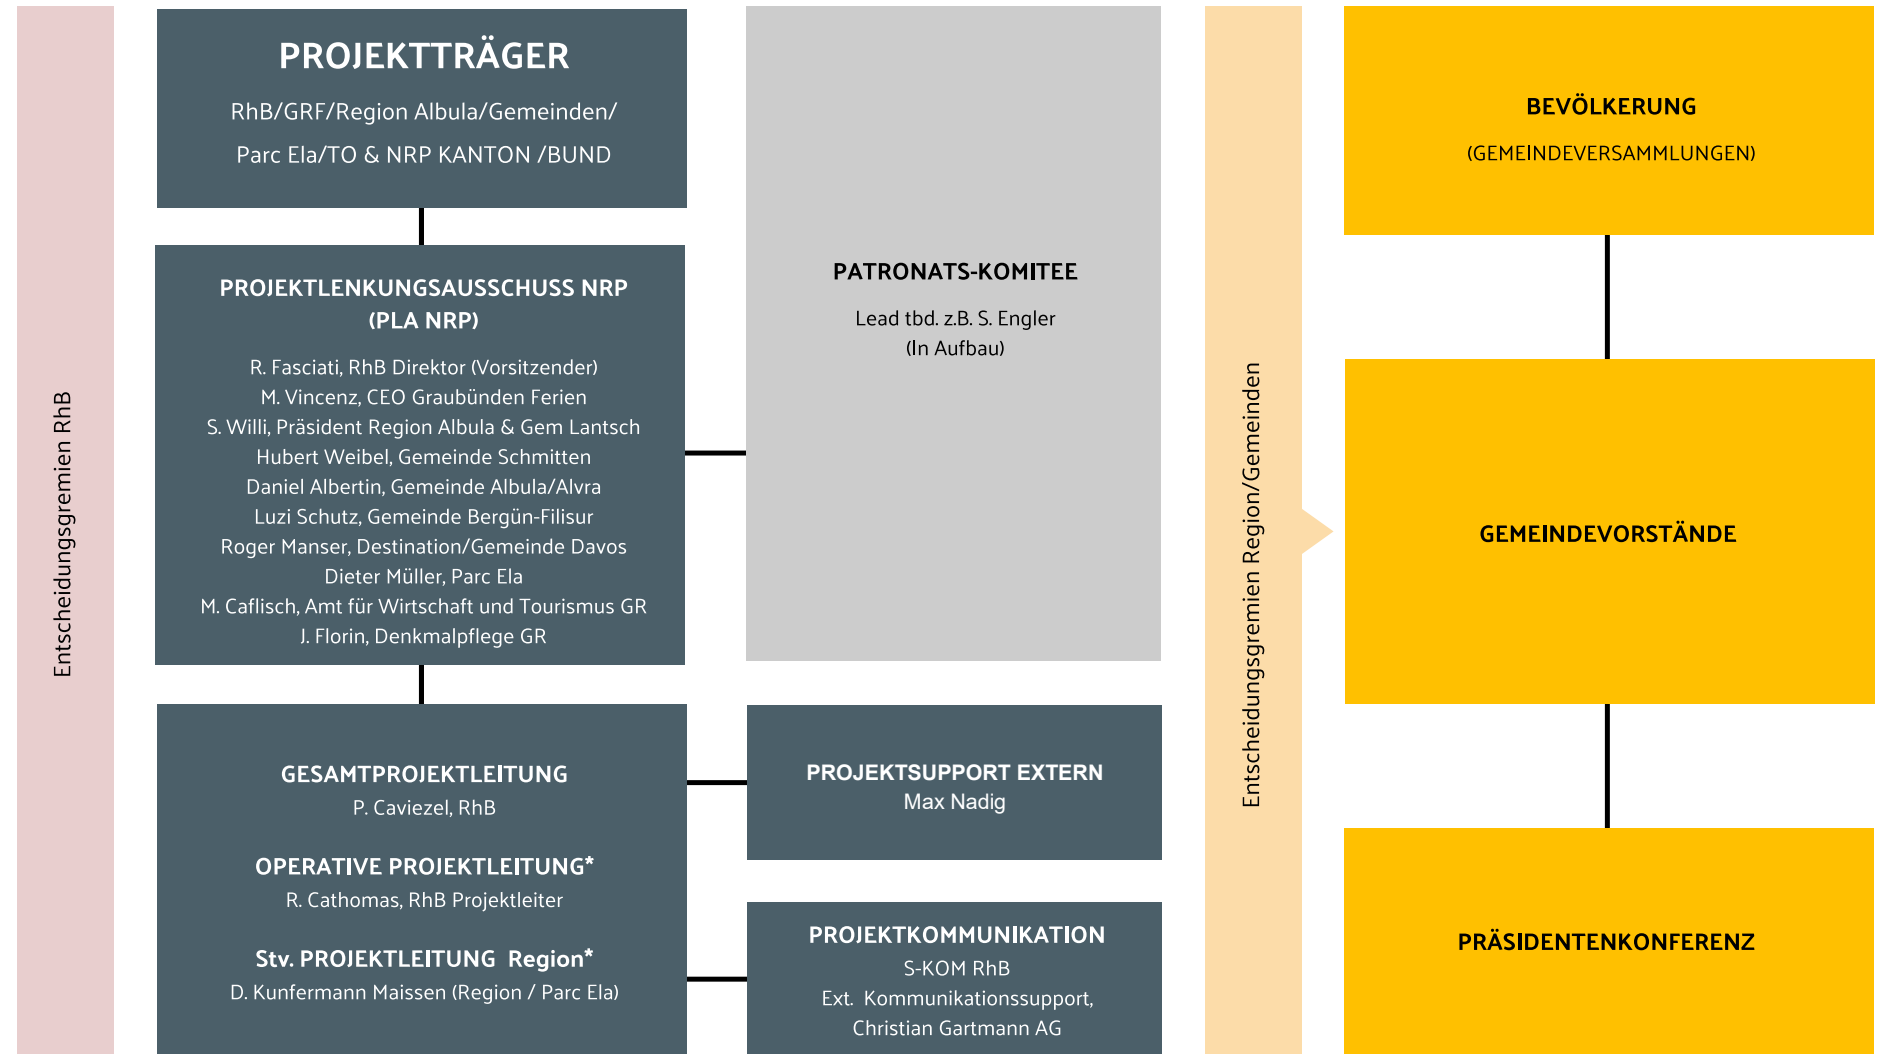 Entscheidungsgremien RhB
PROJEKTTRÄGER
RhB/GRF/Region Albula/Gemeinden/
Parc Ela/TO & NRP KANTON /BUND
PROJEKTLENKUNGSAUSSCHUSS NRP
(PLA NRP)
R. Fasciati, RhB Direktor (Vorsitzender)
M. Vincenz, CEO Graubünden Ferien
S. Willi, Präsident Region Albula & Gem Lantsch
Hubert Weibel, Gemeinde Schmitten
Daniel Albertin, Gemeinde Albula/Alvra
Luzi Schutz, Gemeinde Bergün-Filisur
Roger Manser, Destination/Gemeinde Davos
Dieter Müller, Parc Ela
M. Caflisch, Amt für Wirtschaft und Tourismus GR
J. Florin, Denkmalpflege GR
GESAMTPROJEKTLEITUNG
P. Caviezel, RhB
OPERATIVE PROJEKTLEITUNG*
R. Cathomas, RhB Projektleiter
Stv. PROJEKTLEITUNG  Region*
D. Kunfermann Maissen (Region / Parc Ela)
PATRONATS-KOMITEE
Lead tbd. z.B. S. Engler
(In Aufbau)
PROJEKTSUPPORT EXTERN
Max Nadig
PROJEKTKOMMUNIKATION
S-KOM RhB
Ext.  Kommunikationssupport,
Christian Gartmann AG
Entscheidungsgremien Region/Gemeinden
BEVÖLKERUNG
(GEMEINDEVERSAMMLUNGEN)
GEMEINDEVORSTÄNDE
PRÄSIDENTENKONFERENZ